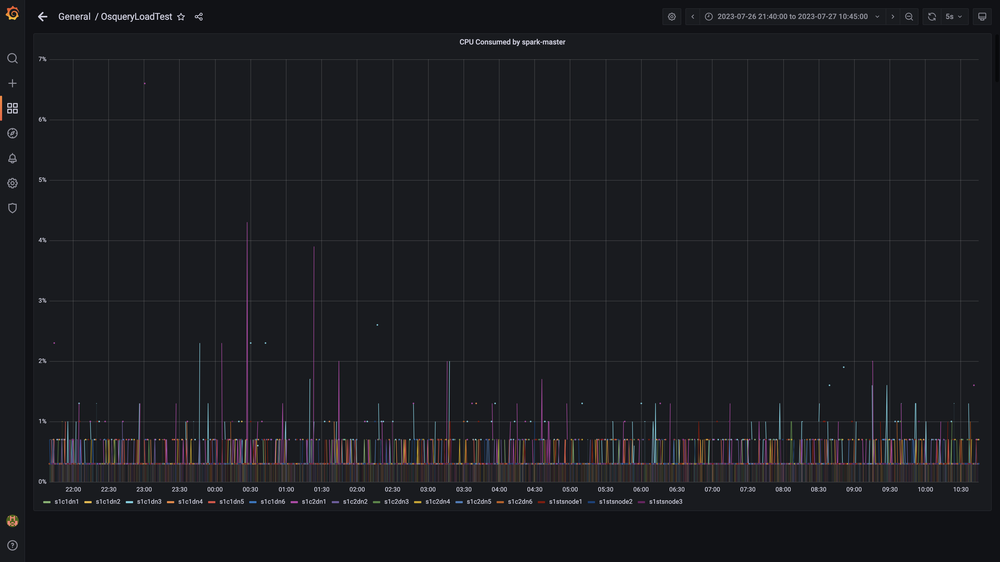 General / OsqueryLoadTest
2023-07-26 21:40:00 to 2023-07-27 10:45:00
5s
CPU Consumed by spark-master
7%
6%
5%
4%
3%
2%
1%
0%
22:00 22:30 23:00 23:30 00:00 00:30 01:00 01:30 02:00 02:30 03:00 03:30 04:00 04:30 05:00 05:30 06:00 06:30 07:00 07:30 08:00 08:30 09:00 09:30 10:00 10:30
s1c1dn1 s1c1dn2 s1c1dn3 s1c1dn4 s1c1dn5 s1c1dn6 s1c2dn1 s1c2dn2 s1c2dn3 s1c2dn4 s1c2dn5 s1c2dn6 s1stsnode1 s1stsnode2 s1stsnode3